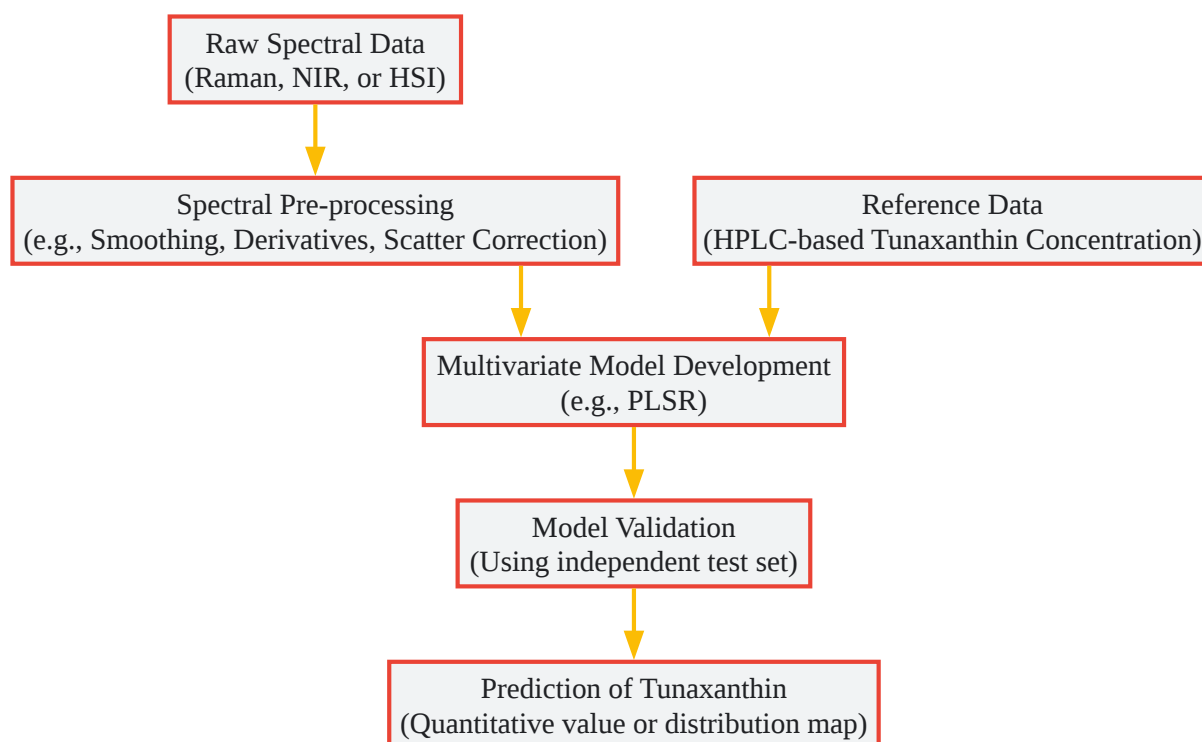 Raw Spectral Data
(Raman, NIR, or HSI)
Spectral Pre-processing
(e.g., Smoothing, Derivatives, Scatter Correction)
Reference Data
(HPLC-based Tunaxanthin Concentration)
Multivariate Model Development
(e.g., PLSR)
Model Validation
(Using independent test set)
Prediction of Tunaxanthin
(Quantitative value or distribution map)